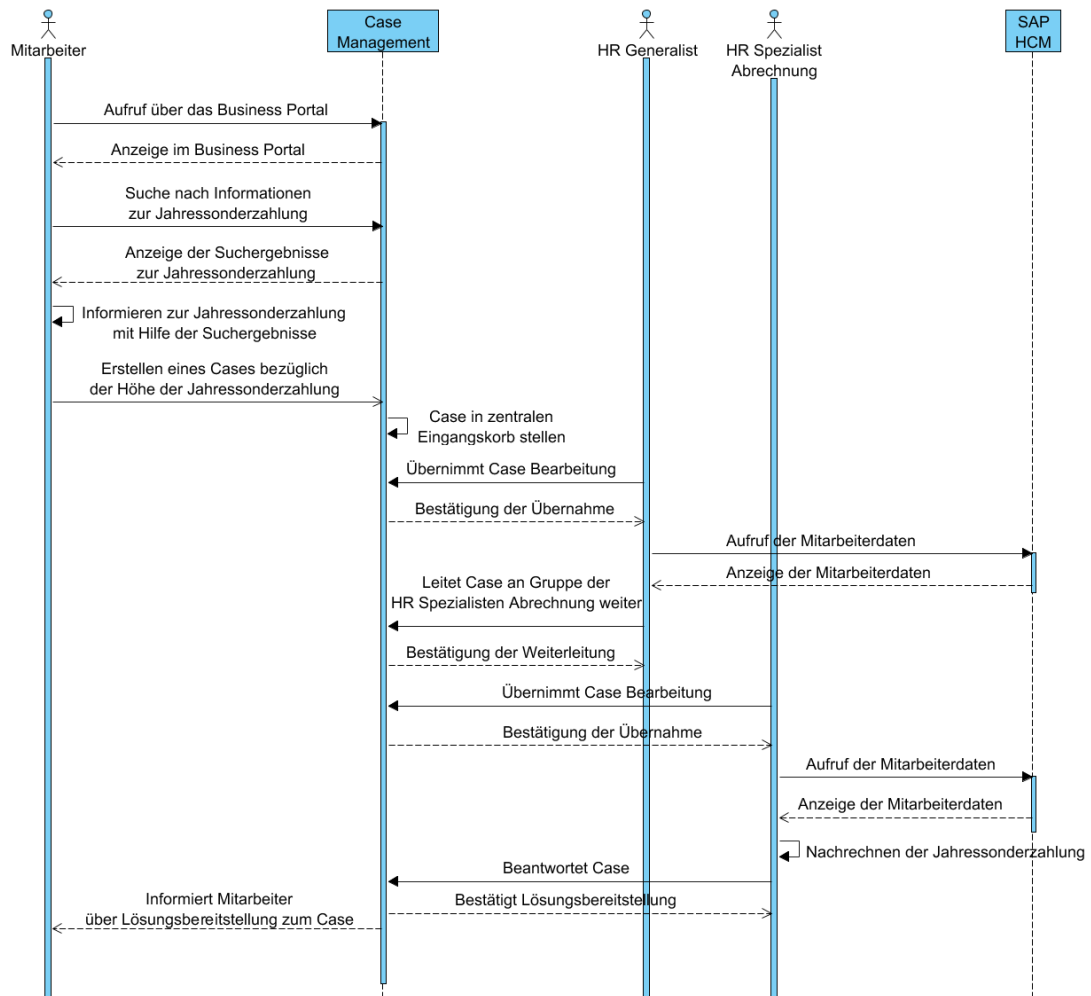 Mitarbeiter
Case
Management
HR Generalist
HR Spezialist
Abrechnung
SAP
HCM
Aufruf über das Business Portal
Anzeige im Business Portal
Suche nach Informationen
zur Jahressonderzahlung
Anzeige der Suchergebnisse
zur Jahressonderzahlung
Informieren zur Jahressonderzahlung
mit Hilfe der Suchergebnisse
Erstellen eines Cases bezüglich
der Höhe der Jahressonderzahlung
Case in zentralen
Eingangskorb stellen
Übernimmt Case Bearbeitung
Bestätigung der Übernahme
Aufruf der Mitarbeiterdaten
Anzeige der Mitarbeiterdaten
Leitet Case an Gruppe der
HR Spezialisten Abrechnung weiter
Bestätigung der Weiterleitung
Übernimmt Case Bearbeitung
Bestätigung der Übernahme
Aufruf der Mitarbeiterdaten
Anzeige der Mitarbeiterdaten
Nachrechnen der Jahressonderzahlung
Beantwortet Case
Bestätigt Lösungsbereitstellung
Informiert Mitarbeiter
über Lösungsbereitstellung zum Case